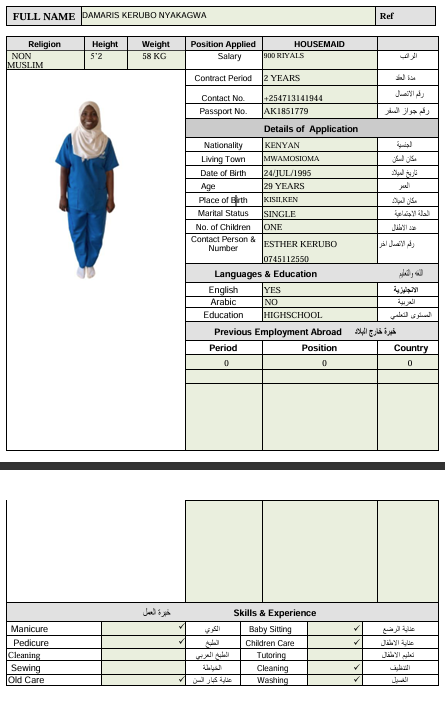 FULL NAME DAMARIS KERUBO NYAKAGWA Ref
Religion Height Weight Position Applied HOUSEMAID
NON MUSLIM 5'2 58 KG Salary 900 RIYALS الراتب
Contract Period 2 YEARS مدة العقد
Contact No. +254713141944 رقم الاتصال
Passport No. AK1851779 رقم جواز السفر
Details of Application
Nationality KENYAN الجنسية
Living Town MWAMOSIOMA مكان السكن
Date of Birth 24/JUL/1995 تاريخ الميلاد
Age 29 YEARS العمر
Place of Birth KISII,KEN مكان الميلاد
Marital Status SINGLE الحالة الاجتماعية
No. of Children ONE عدد الاطفال
Contact Person & Number ESTHER KERUBO رقم الاتصال اخر
0745112550
Languages & Education اللغة والتعليم
English YES الانجليزية
Arabic NO العربية
Education HIGHSCHOOL المستوى التعلمي
Previous Employment Abroad خبرة خارج البلاد
Period Position Country
0 0 0
خبرة العمل Skills & Experience
Manicure ✓ الكوي Baby Sitting ✓ عناية الرضع
Pedicure ✓ الطبخ Children Care ✓ عناية الاطفال
Cleaning الطبخ العربي Tutoring تعليم الاطفال
Sewing الخياطة Cleaning ✓ التنظيف
Old Care ✓ عناية كبار السن Washing ✓ الغسيل